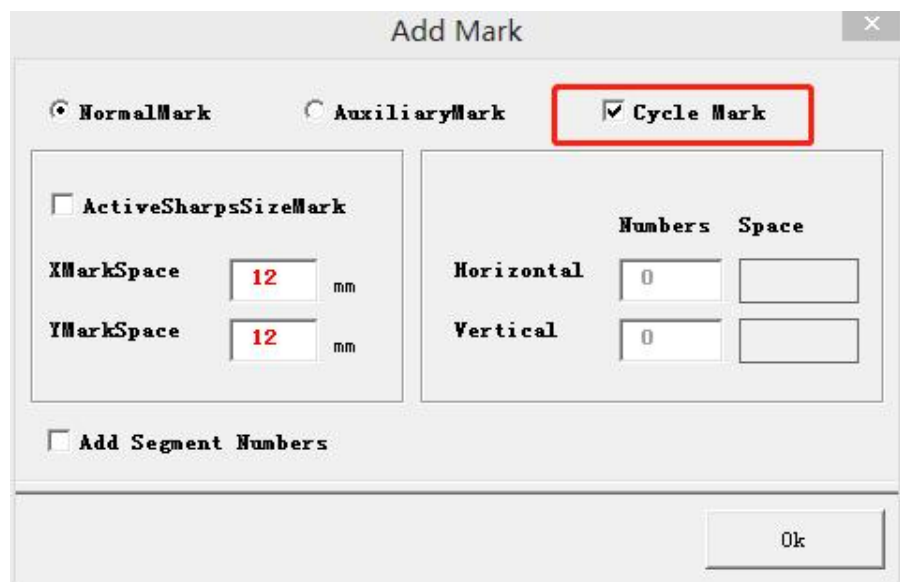 Add Mark
NormalMark AuxiliaryMark Cycle Mark
ActiveSharpsSizeMark
XMarkSpace 12 mm
YMarkSpace 12 mm
Numbers Space
Horizontal 0
Vertical 0
Add Segment Numbers
Ok